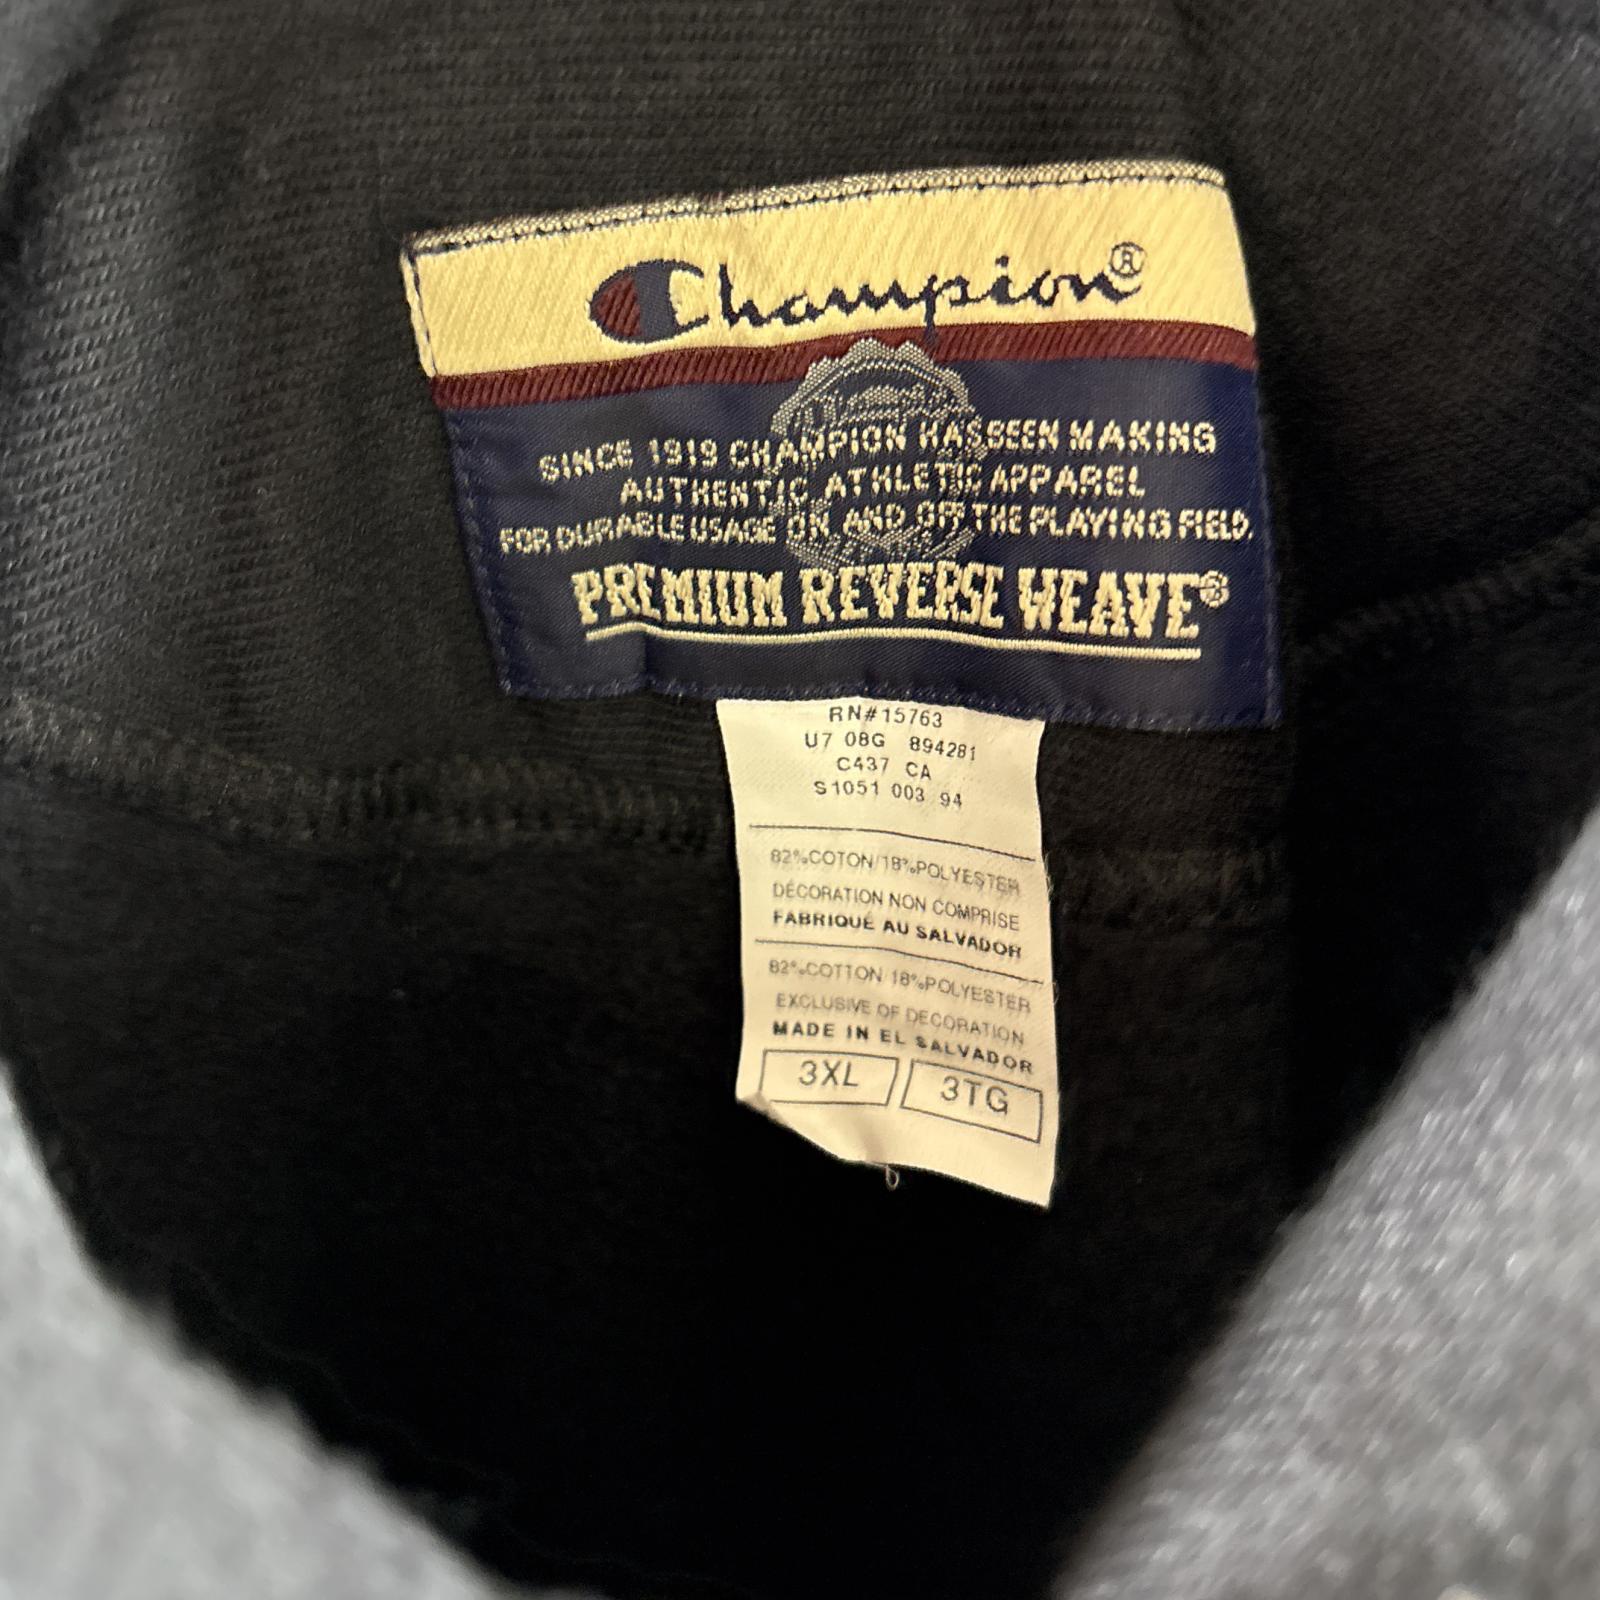 Champion®
SINCE 1919 CHAMPION HAS BEEN MAKING
AUTHENTIC ATHLETIC APPAREL
FOR DURABLE USAGE ON AND OFF THE PLAYING FIELD.
PREMIUM REVERSE WEAVE®
RN#15763
U7 08G 894281
C437 CA
S1051 003 94
82%COTON/18%POLYESTER
DÉCORATION NON COMPRISE
FABRIQUÉ AU SALVADOR
82%COTTON/18%POLYESTER
EXCLUSIVE OF DECORATION
MADE IN EL SALVADOR
3XL 3TG